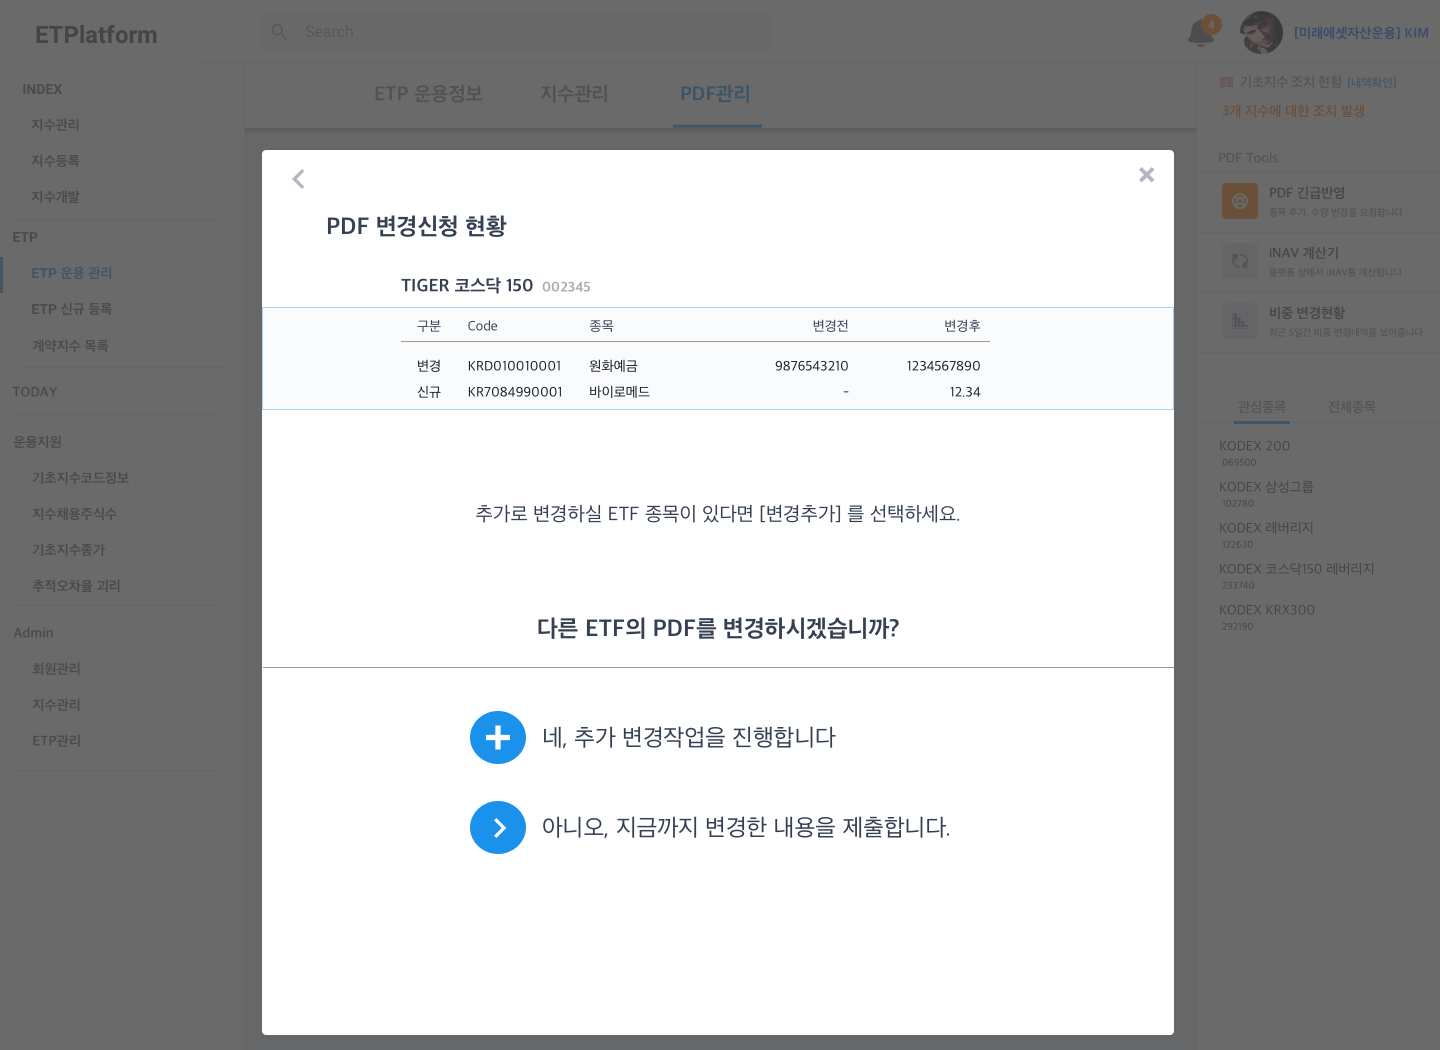 ETPlatform
Search
4
[미래에셋자산운용] KIM
INDEX
지수관리
지수등록
지수개발
ETP
ETP 운용 관리
ETP 신규 등록
계약지수 목록
TODAY
운용지원
기초지수코드정보
지수채용주식수
기초지수종가
추적오차율 괴리
Admin
회원관리
지수관리
ETP관리
ETP 운용정보
지수관리
PDF관리
PDF 변경신청 현황
TIGER 코스닥 150 002345
구분 Code 종목 변경전 변경후
변경 KRD010010001 원화예금 9876543210 1234567890
신규 KR7084990001 바이로메드 - 12.34
추가로 변경하실 ETF 종목이 있다면 [변경추가] 를 선택하세요.
다른 ETF의 PDF를 변경하시겠습니까?
네, 추가 변경작업을 진행합니다
아니오, 지금까지 변경한 내용을 제출합니다.
기초지수 조치 현황 [내역확인]
3개 지수에 대한 조치 발생
PDF Tools
PDF 긴급반영
종목 추가, 수량 변경을 요청합니다
iNAV 계산기
플랫폼 상에서 iNAV를 계산합니다
비중 변경현황
최근 5일간 비중 변경내역을 보여줍니다
관심종목 전체종목
KODEX 200
069500
KODEX 삼성그룹
102780
KODEX 레버리지
122630
KODEX 코스닥150 레버리지
233740
KODEX KRX300
292190